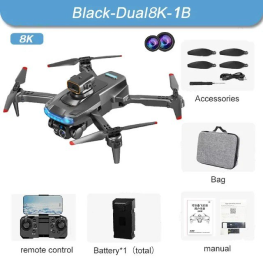 Black-Dual8K-1B
8K
Accessories
Bag
remote control
Battery*1 (total)
manual